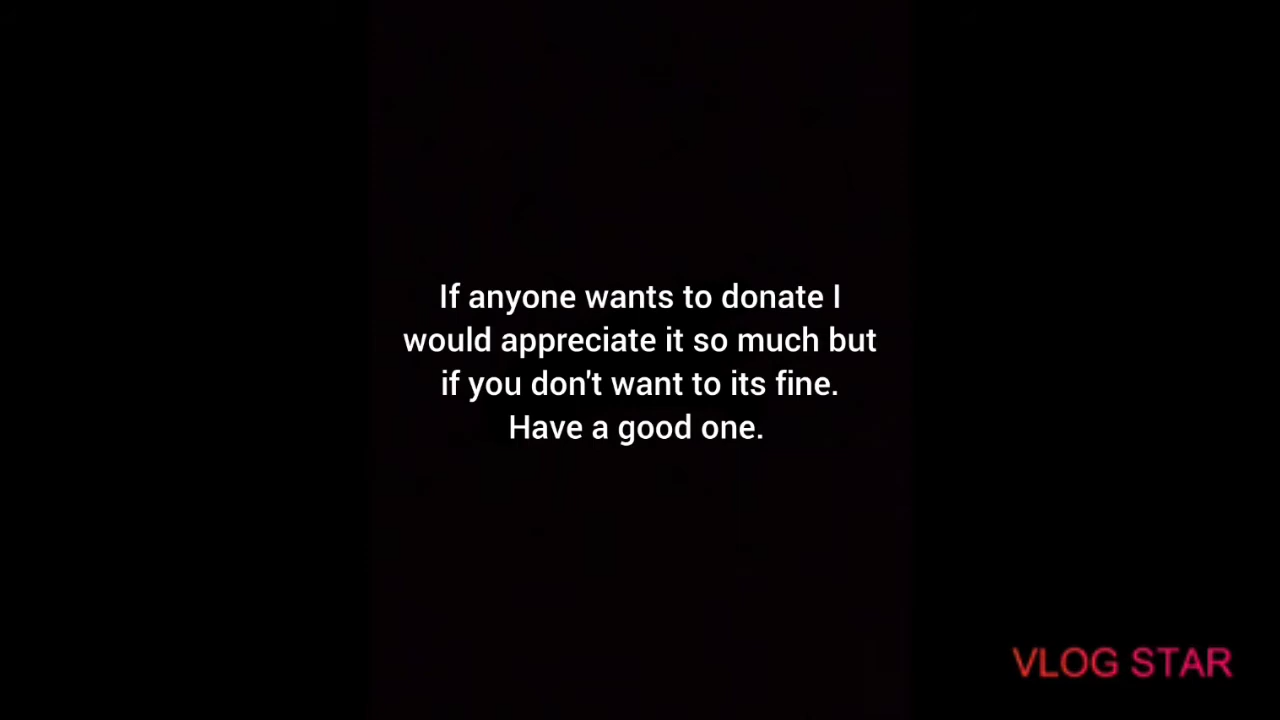 If anyone wants to donate I
would appreciate it so much but
if you don't want to its fine.
Have a good one.
VLOG STAR